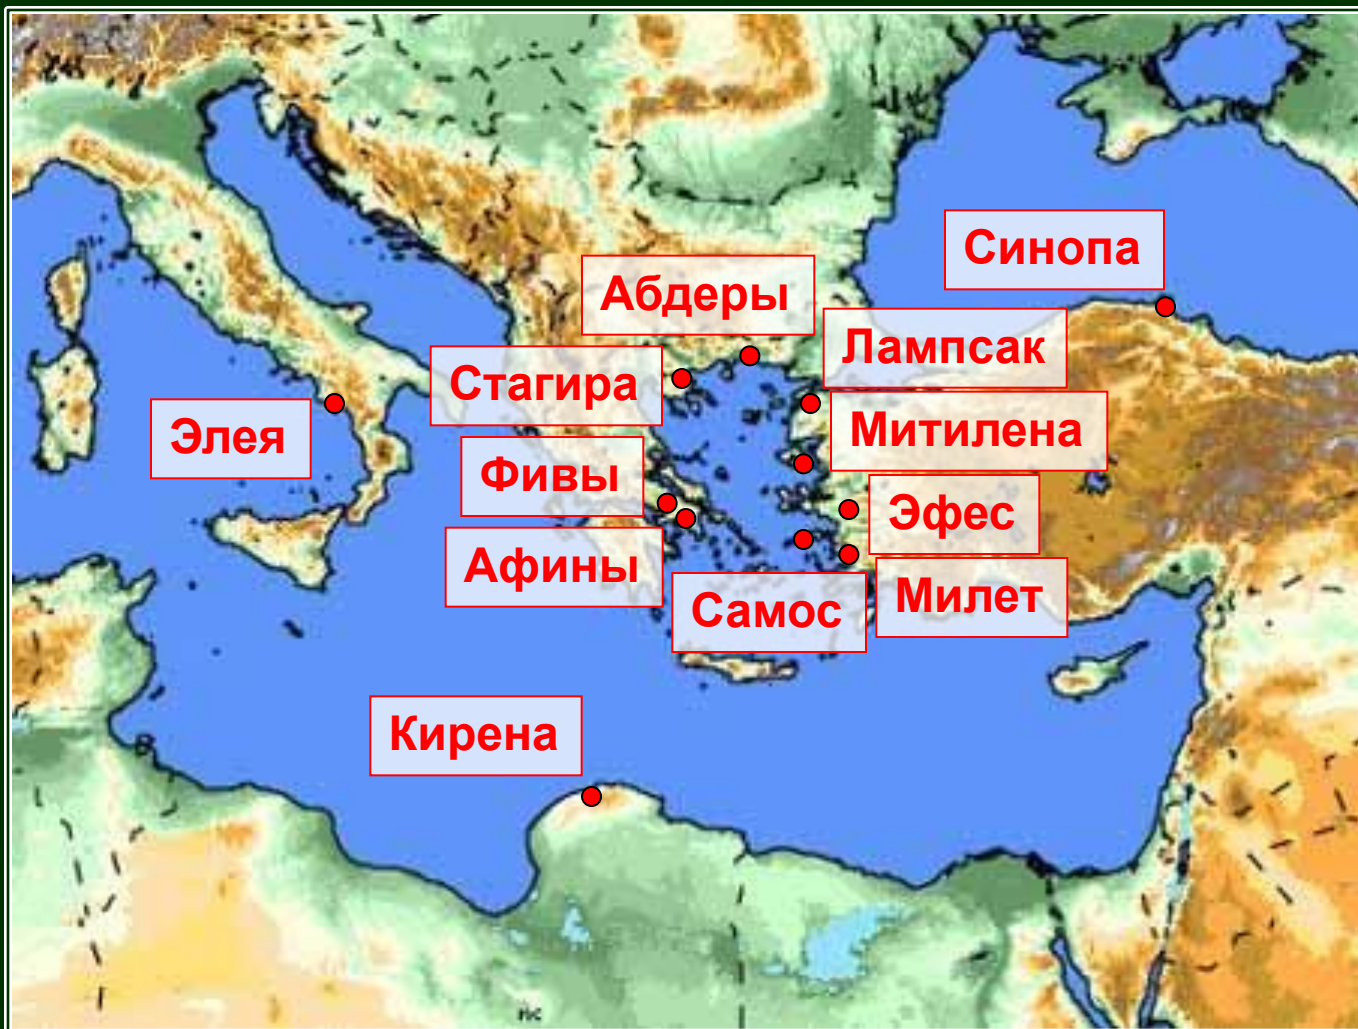 Синопа
Абдеры
Лампсак
Стагира
Элея
Митилена
Фивы
Эфес
Афины
Милет
Самос
Кирена